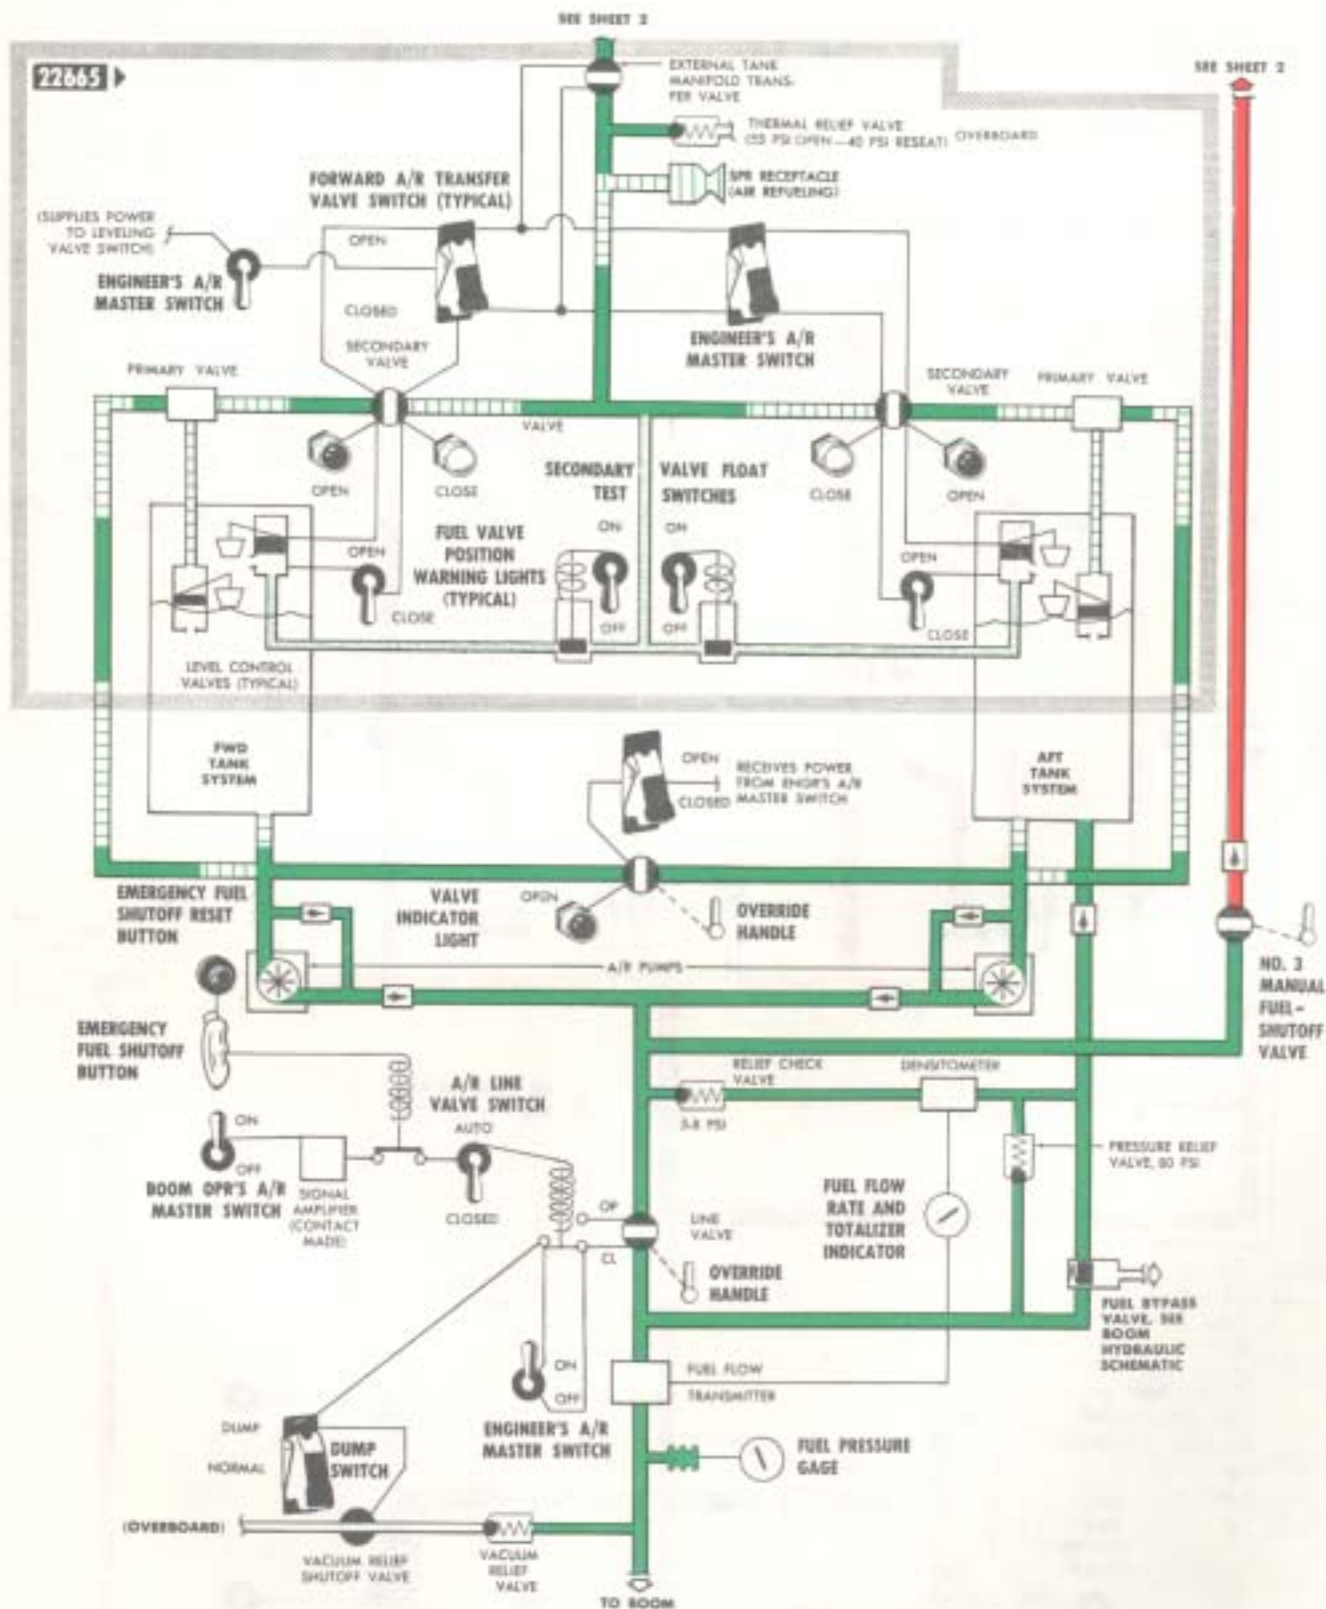 SEE SHEET 2
22665
EXTERNAL TANK
MANIFOLD TRANS-
FER VALVE
SEE SHEET 2
THERMAL RELIEF VALVE
(55 PSI OPEN—40 PSI RESEAT)
OVERBOARD
FORWARD A/R TRANSFER
VALVE SWITCH (TYPICAL)
SPR RECEPTACLE
(AIR REFUELING)
(SUPPLIES POWER
TO LEVELING
VALVE SWITCH)
OPEN
ENGINEER'S A/R
MASTER SWITCH
CLOSED
SECONDARY
VALVE
ENGINEER'S A/R
MASTER SWITCH
PRIMARY VALVE
SECONDARY
VALVE
PRIMARY VALVE
VALVE
OPEN
CLOSE
SECONDARY
TEST
VALVE FLOAT
SWITCHES
CLOSE
OPEN
FUEL VALVE
POSITION
WARNING LIGHTS
(TYPICAL)
ON
ON
OPEN
OPEN
CLOSE
OFF
OFF
CLOSE
LEVEL CONTROL
VALVES (TYPICAL)
FWD
TANK
SYSTEM
OPEN
CLOSED
RECEIVES POWER
FROM ENGR'S A/R
MASTER SWITCH
AFT
TANK
SYSTEM
EMERGENCY FUEL
SHUTOFF RESET
BUTTON
VALVE
INDICATOR
LIGHT
OPEN
OVERRIDE
HANDLE
A/R PUMPS
NO. 3
MANUAL
FUEL-
SHUTOFF
VALVE
EMERGENCY
FUEL SHUTOFF
BUTTON
A/R LINE
VALVE SWITCH
AUTO
RELIEF CHECK
VALVE
DENSITOMETER
ON
OFF
BOOM OPR'S A/R
MASTER SWITCH
SIGNAL
AMPLIFIER
(CONTACT
MADE)
CLOSED
PSI
PRESSURE RELIEF
VALVE, 80 PSI
OP
CL
LINE
VALVE
FUEL FLOW
RATE AND
TOTALIZER
INDICATOR
OVERRIDE
HANDLE
FUEL BYPASS
VALVE, SEE
BOOM
HYDRAULIC
SCHEMATIC
ON
OFF
FUEL FLOW
TRANSMITTER
ENGINEER'S A/R
MASTER SWITCH
DUMP
NORMAL
DUMP
SWITCH
FUEL PRESSURE
GAGE
(OVERBOARD)
VACUUM RELIEF
SHUTOFF VALVE
VACUUM
RELIEF
VALVE
TO BOOM